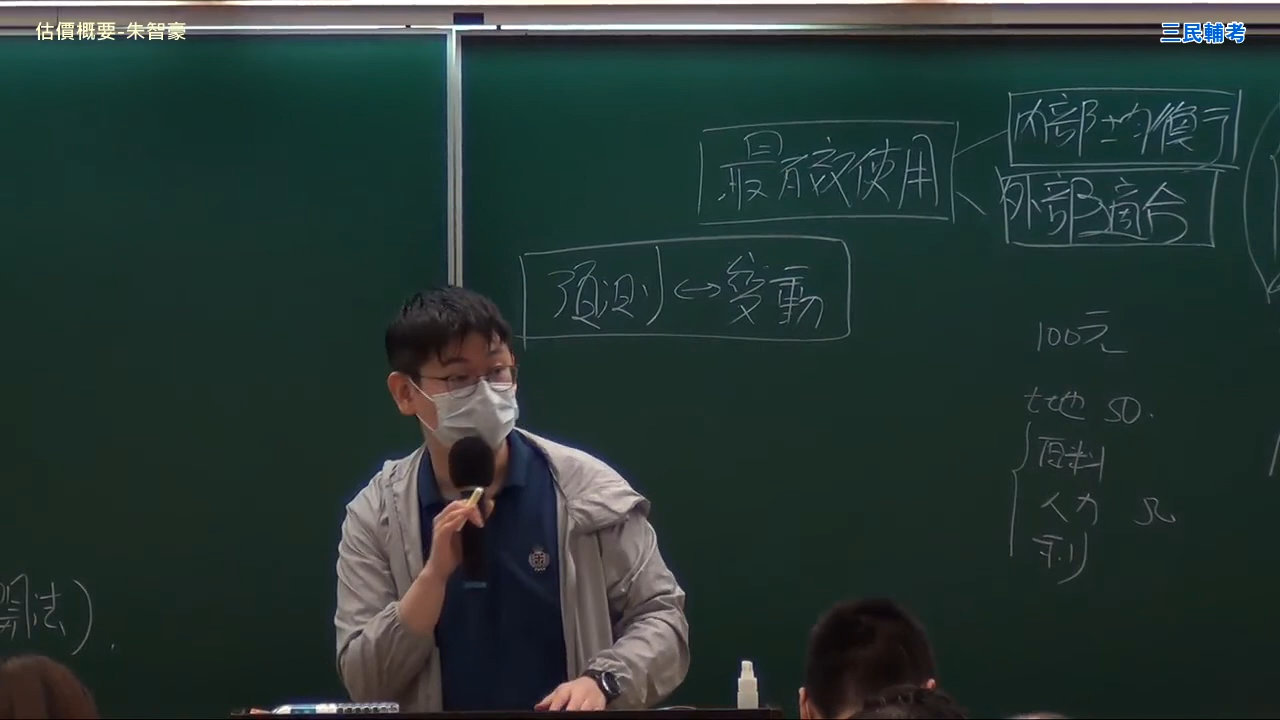 估價概要-朱智豪
三民輔考
內部均衡
最有效使用
外部適合
預測↔變動
100元
土地 50.
原料
人力
利
法).